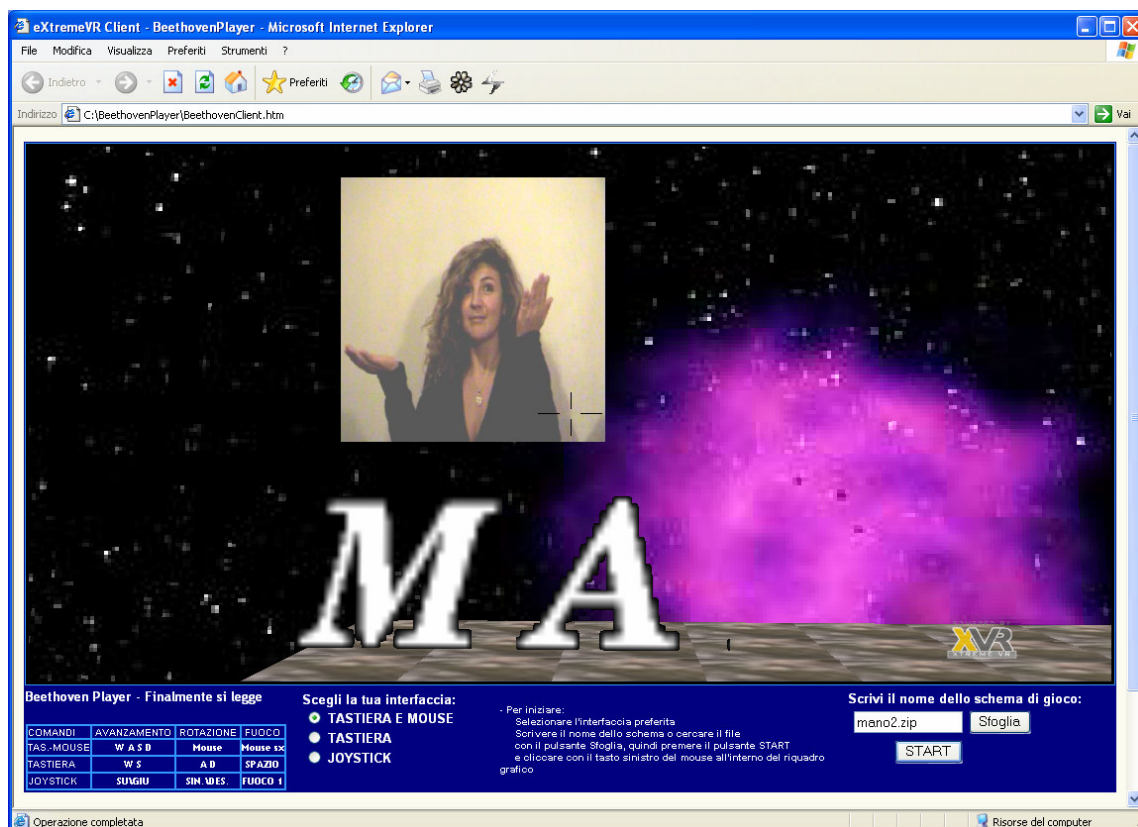 eXtremeVR Client - BeethovenPlayer - Microsoft Internet Explorer
File Modifica Visualizza Preferiti Strumenti ?
Indietro Preferiti
Indirizzo C:\BeethovenPlayer\BeethovenClient.htm Vai
M A
XVR
EXTREME VR
Beethoven Player - Finalmente si legge
COMANDI AVANZAMENTO ROTAZIONE FUOCO
TAS.-MOUSE W A S D Mouse Mouse sx
TASTIERA W S A D SPAZIO
JOYSTICK SU\GIU SIN.\DES. FUOCO 1
Scegli la tua interfaccia:
TASTIERA E MOUSE
TASTIERA
JOYSTICK
- Per iniziare:
Selezionare l'interfaccia preferita
Scrivere il nome dello schema o cercare il file
con il pulsante Sfoglia, quindi premere il pulsante START
e cliccare con il tasto sinistro del mouse all'interno del riquadro
grafico
Scrivi il nome dello schema di gioco:
mano2.zip Sfoglia
START
Operazione completata Risorse del computer